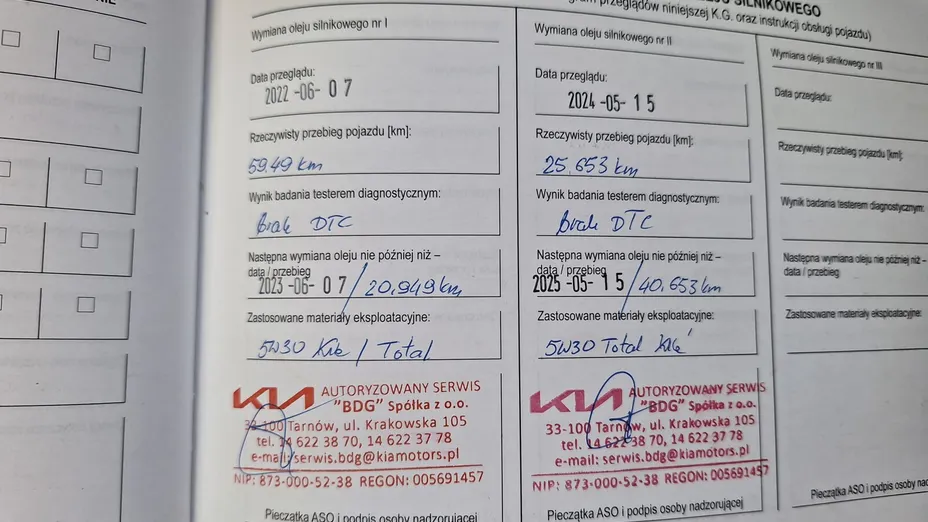 NIE
SILNIKOWEGO
przeglądów niniejszej K.G. oraz instrukcji obsługi pojazdu)
Wymiana oleju silnikowego nr I
Data przeglądu:
2022-06-07
Rzeczywisty przebieg pojazdu [km]:
59.49 km
Wynik badania testerem diagnostycznym:
Brak DTC
Następna wymiana oleju nie później niż –
data / przebieg
2023-06-07 / 20.949 km
Zastosowane materiały eksploatacyjne:
5W30 Kia / Total
KIA AUTORYZOWANY SERWIS
"BDG" Spółka z o.o.
33-100 Tarnów, ul. Krakowska 105
tel. 14 622 38 70, 14 622 37 78
e-mail: serwis.bdg@kiamotors.pl
NIP: 873-000-52-38 REGON: 005691457
Pieczątka ASO i podpis osoby nadzorującej
Wymiana oleju silnikowego nr II
Data przeglądu:
2024-05-15
Rzeczywisty przebieg pojazdu [km]:
25.653 km
Wynik badania testerem diagnostycznym:
Brak DTC
Następna wymiana oleju nie później niż –
data / przebieg
2025-05-15 / 40.653 km
Zastosowane materiały eksploatacyjne:
5W30 Total Kia
KIA AUTORYZOWANY SERWIS
"BDG" Spółka z o.o.
33-100 Tarnów, ul. Krakowska 105
tel. 14 622 38 70, 14 622 37 78
e-mail: serwis.bdg@kiamotors.pl
NIP: 873-000-52-38 REGON: 005691457
Pieczątka ASO i podpis osoby nadzorującej
Wymiana oleju silnikowego nr III
Data przeglądu:
Rzeczywisty przebieg pojazdu [km]:
Wynik badania testerem diagnostycznym:
Następna wymiana oleju nie później niż –
data / przebieg
Zastosowane materiały eksploatacyjne:
Pieczątka ASO i podpis osoby nad